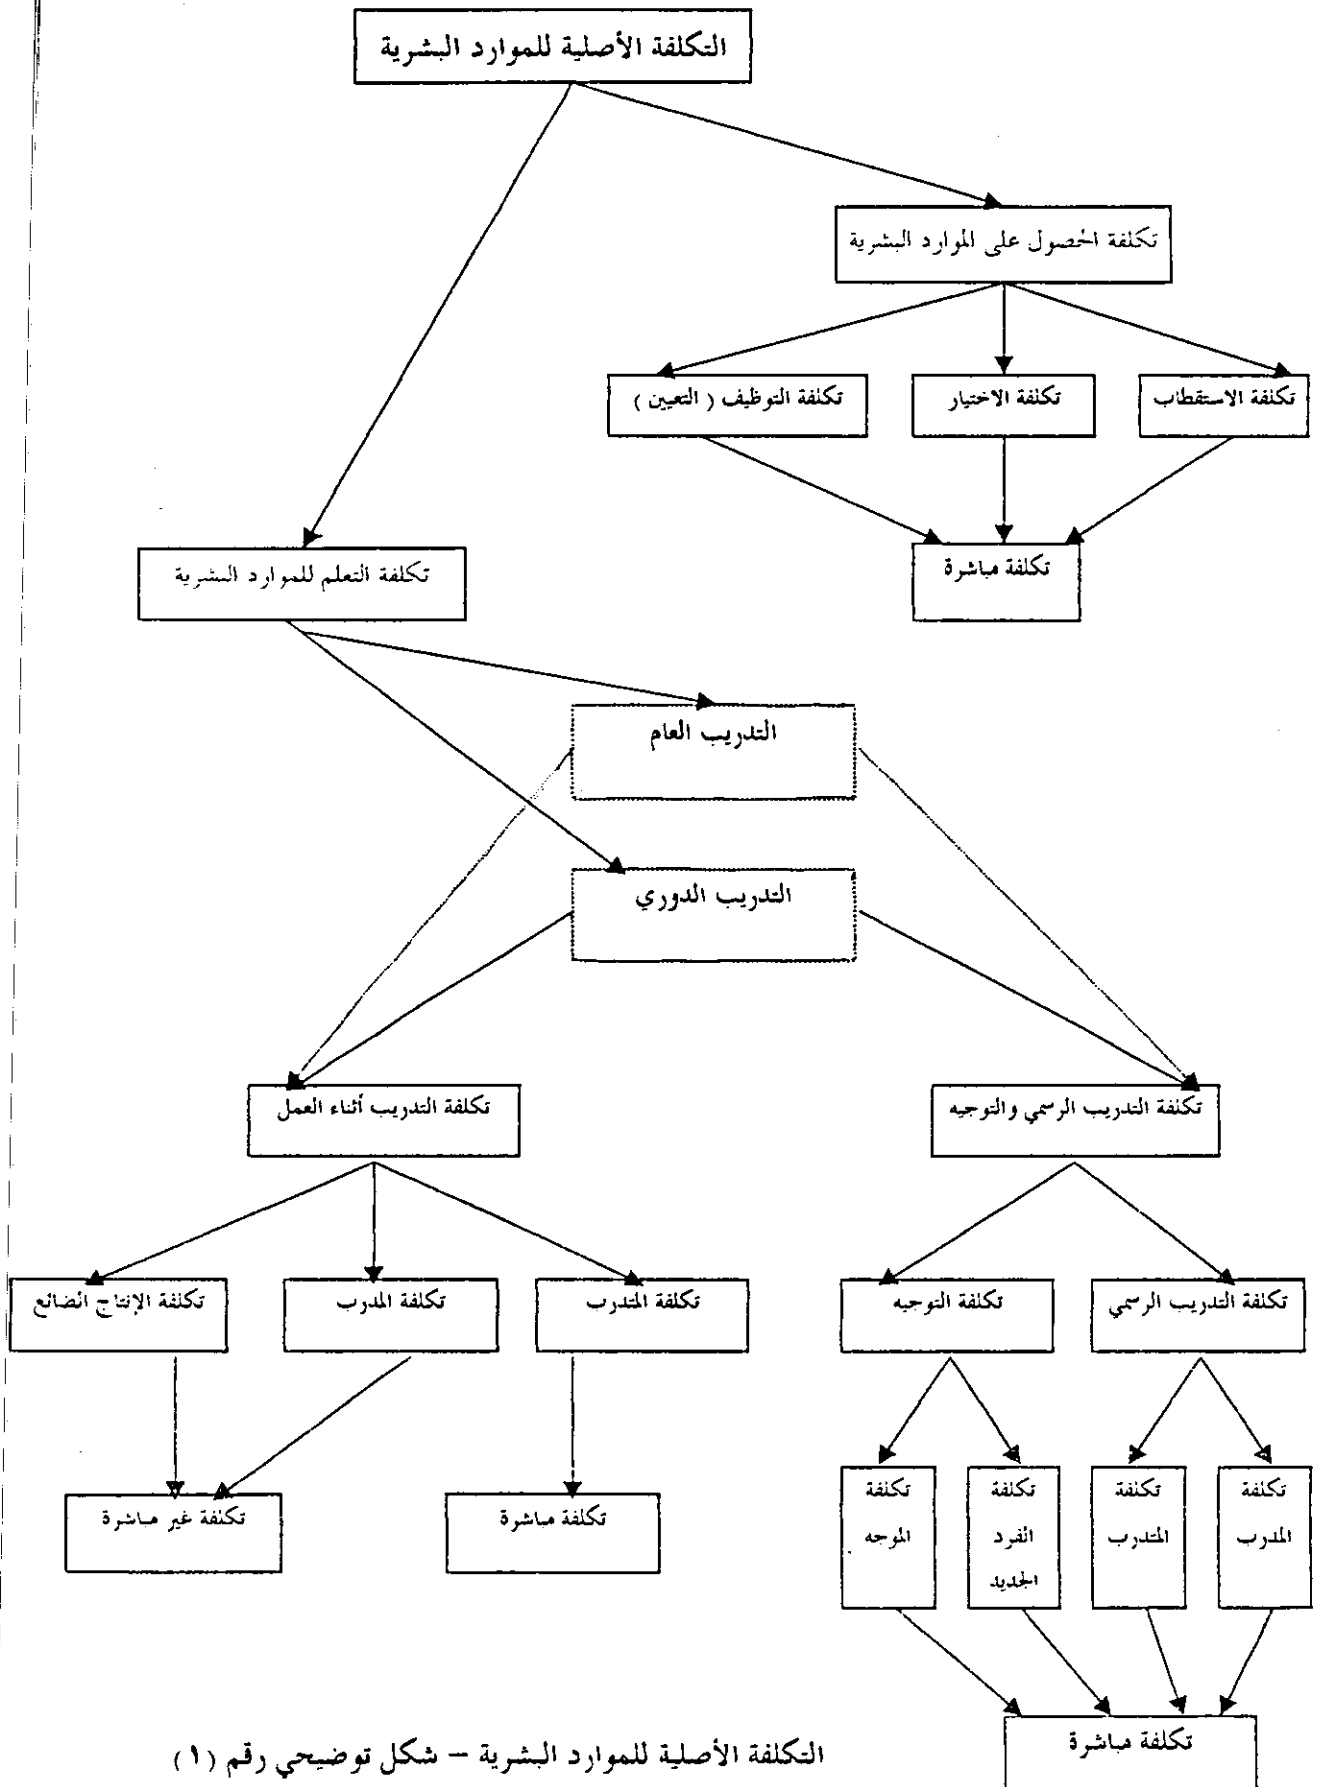 التكلفة الأصلية للموارد البشرية
تكلفة الحصول على الموارد البشرية
تكلفة الاستقطاب
تكلفة الاختيار
تكلفة التوظيف ( التعيين )
تكلفة مباشرة
تكلفة التعلم للموارد البشرية
التدريب العام
التدريب الدوري
تكلفة التدريب الرسمي والتوجيه
تكلفة التدريب أثناء العمل
تكلفة التدريب الرسمي
تكلفة التوجيه
تكلفة المتدرب
تكلفة المدرب
تكلفة الإنتاج الضائع
تكلفة
المدرب
تكلفة
المتدرب
تكلفة
الفرد
الجديد
تكلفة
الموجه
تكلفة مباشرة
تكلفة غير مباشرة
تكلفة مباشرة
التكلفة الأصلية للموارد البشرية – شكل توضيحي رقم (١)